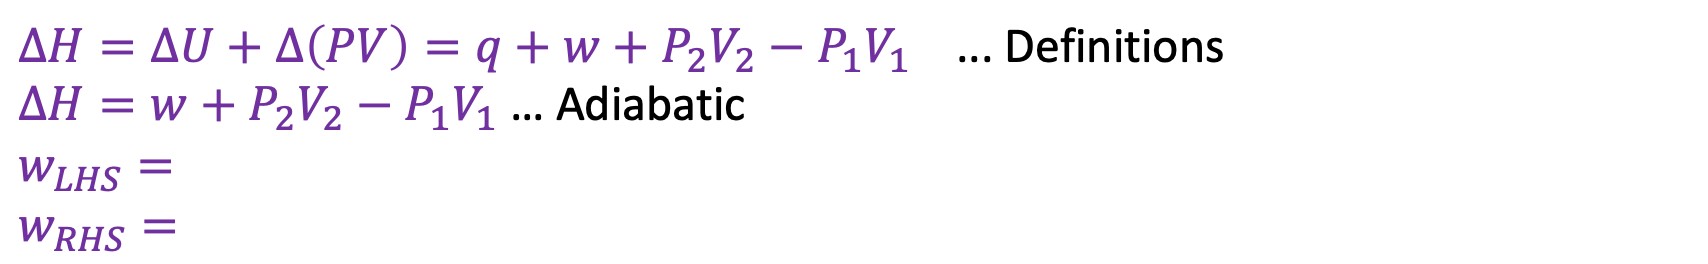 ΔH = ΔU + Δ(PV) = q + w + P₂V₂ − P₁V₁ ... Definitions
ΔH = w + P₂V₂ − P₁V₁ ... Adiabatic
w_LHS =
w_RHS =